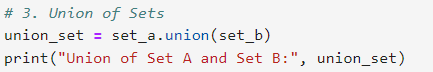 # 3. Union of Sets
union_set = set_a.union(set_b)
print("Union of Set A and Set B:", union_set)